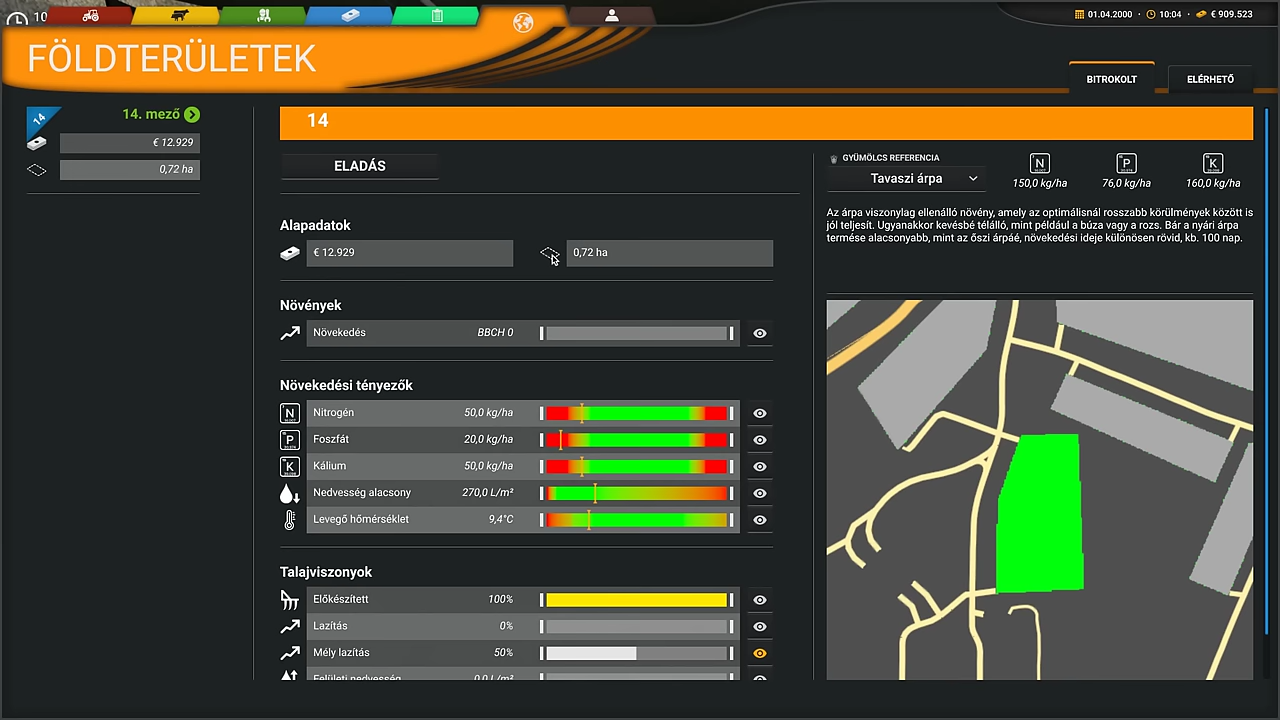 10
01.04.2000 · 10:04 · € 909.523
FÖLDTERÜLETEK
BITROKOLT
ELÉRHETŐ
14
14. mező
€ 12.929
0,72 ha
14
ELADÁS
Alapadatok
€ 12.929
0,72 ha
Növények
Növekedés BBCH 0
Növekedési tényezők
N Nitrogén 50,0 kg/ha
P Foszfát 20,0 kg/ha
K Kálium 50,0 kg/ha
Nedvesség alacsony 270,0 L/m²
Levegő hőmérséklet 9,4°C
Talajviszonyok
Előkészített 100%
Lazítás 0%
Mély lazítás 50%
Felületi nedvesség 0,0 L/m²
GYÜMÖLCS REFERENCIA
Tavaszi árpa
N P K
150,0 kg/ha 76,0 kg/ha 160,0 kg/ha
Az árpa viszonylag ellenálló növény, amely az optimálisnál rosszabb körülmények között is
jól teljesít. Ugyanakkor kevésbé télálló, mint például a búza vagy a rozs. Bár a nyári árpa
termése alacsonyabb, mint az őszi árpáé, növekedési ideje különösen rövid, kb. 100 nap.